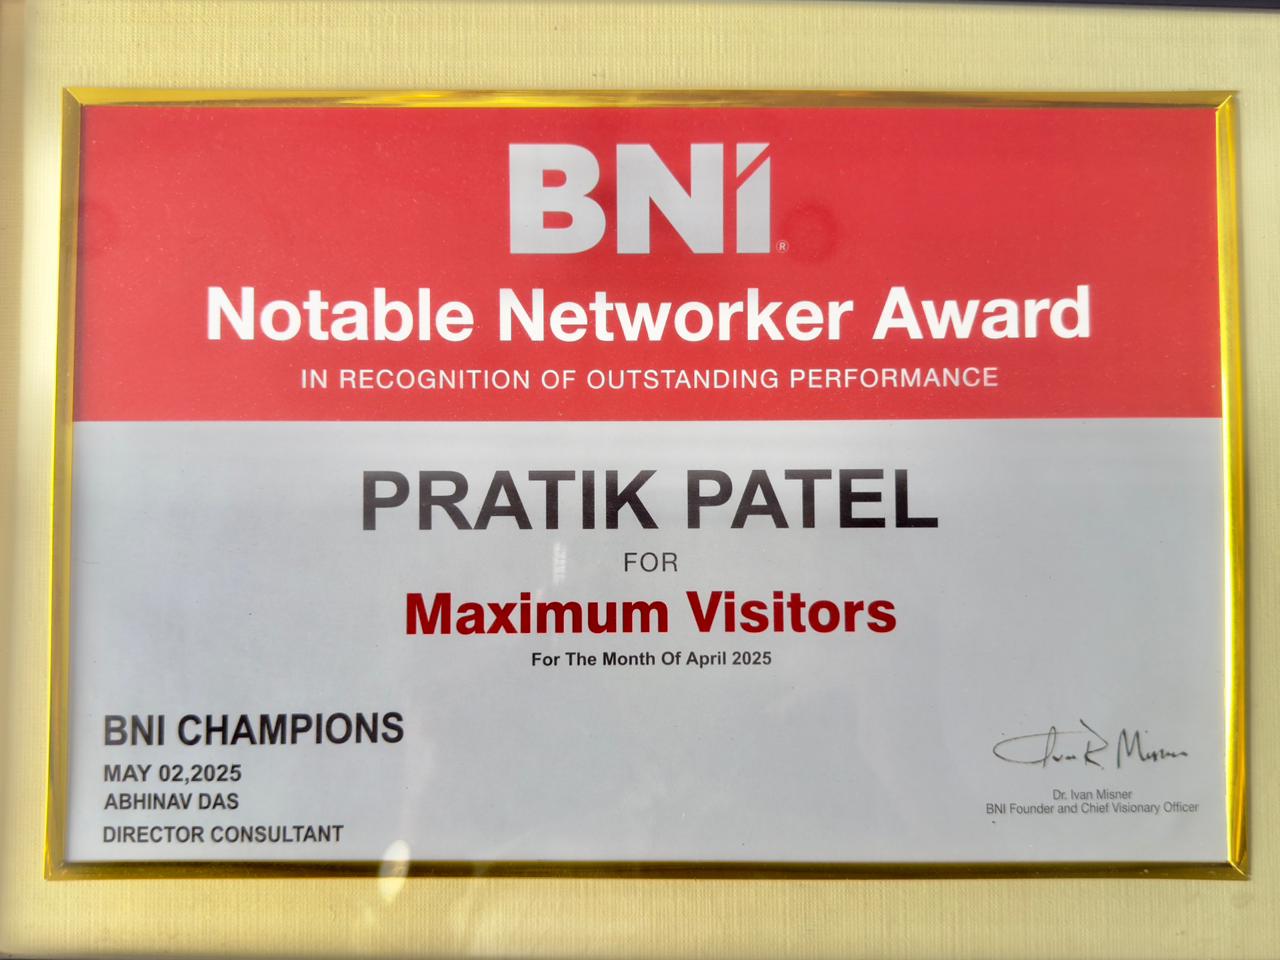 BNI®
Notable Networker Award
IN RECOGNITION OF OUTSTANDING PERFORMANCE
PRATIK PATEL
FOR
Maximum Visitors
For The Month Of April 2025
BNI CHAMPIONS
MAY 02,2025
ABHINAV DAS
DIRECTOR CONSULTANT
Ivan R Misner
Dr. Ivan Misner
BNI Founder and Chief Visionary Officer